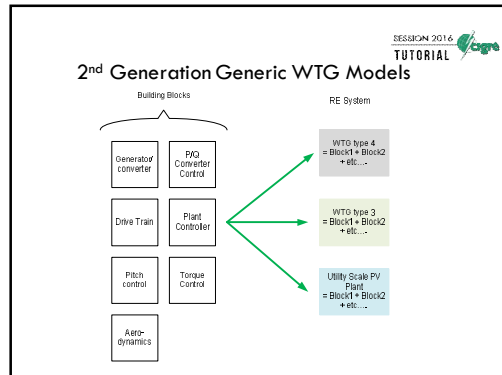 SESSION 2016
TUTORIAL
cigre
2nd Generation Generic WTG Models
Building Blocks
RE System
Generator/
converter
P/Q
Converter
Control
Drive Train
Plant
Controller
Pitch
control
Torque
Control
Aero-
dynamics
WTG type 4
= Block1 + Block2
+ etc....
WTG type 3
= Block1 + Block2
+ etc....
Utility Scale PV
Plant
= Block1 + Block2
+ etc....